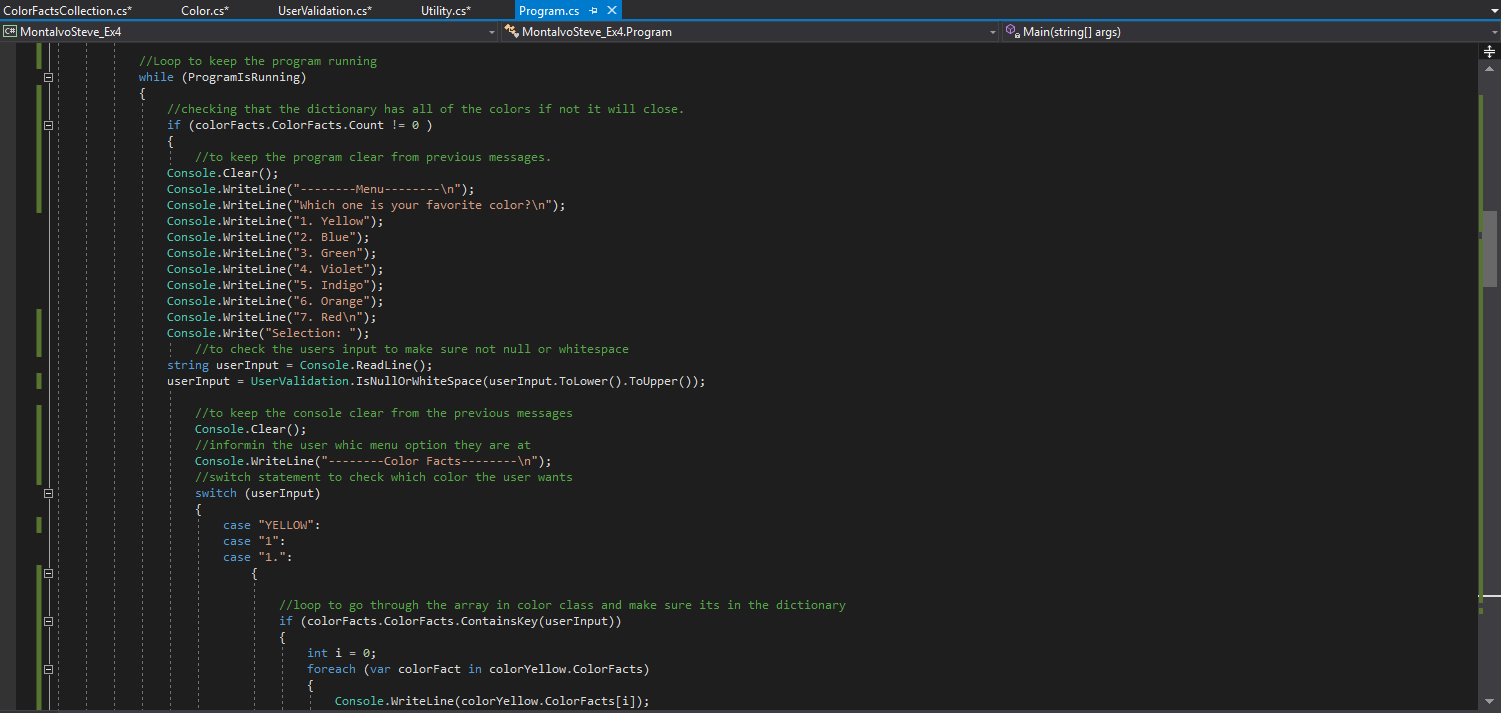 ColorFactsCollection.cs* Color.cs* UserValidation.cs* Utility.cs* Program.cs
C# MontalvoSteve_Ex4 MontalvoSteve_Ex4.Program Main(string[] args)
//Loop to keep the program running
while (ProgramIsRunning)
{
//checking that the dictionary has all of the colors if not it will close.
if (colorFacts.ColorFacts.Count != 0 )
{
//to keep the program clear from previous messages.
Console.Clear();
Console.WriteLine("--------Menu--------\n");
Console.WriteLine("Which one is your favorite color?\n");
Console.WriteLine("1. Yellow");
Console.WriteLine("2. Blue");
Console.WriteLine("3. Green");
Console.WriteLine("4. Violet");
Console.WriteLine("5. Indigo");
Console.WriteLine("6. Orange");
Console.WriteLine("7. Red\n");
Console.Write("Selection: ");
//to check the users input to make sure not null or whitespace
string userInput = Console.ReadLine();
userInput = UserValidation.IsNullOrWhiteSpace(userInput.ToLower().ToUpper());
//to keep the console clear from the previous messages
Console.Clear();
//informin the user whic menu option they are at
Console.WriteLine("--------Color Facts--------\n");
//switch statement to check which color the user wants
switch (userInput)
{
case "YELLOW":
case "1":
case "1.":
{
//loop to go through the array in color class and make sure its in the dictionary
if (colorFacts.ColorFacts.ContainsKey(userInput))
{
int i = 0;
foreach (var colorFact in colorYellow.ColorFacts)
{
Console.WriteLine(colorYellow.ColorFacts[i]);